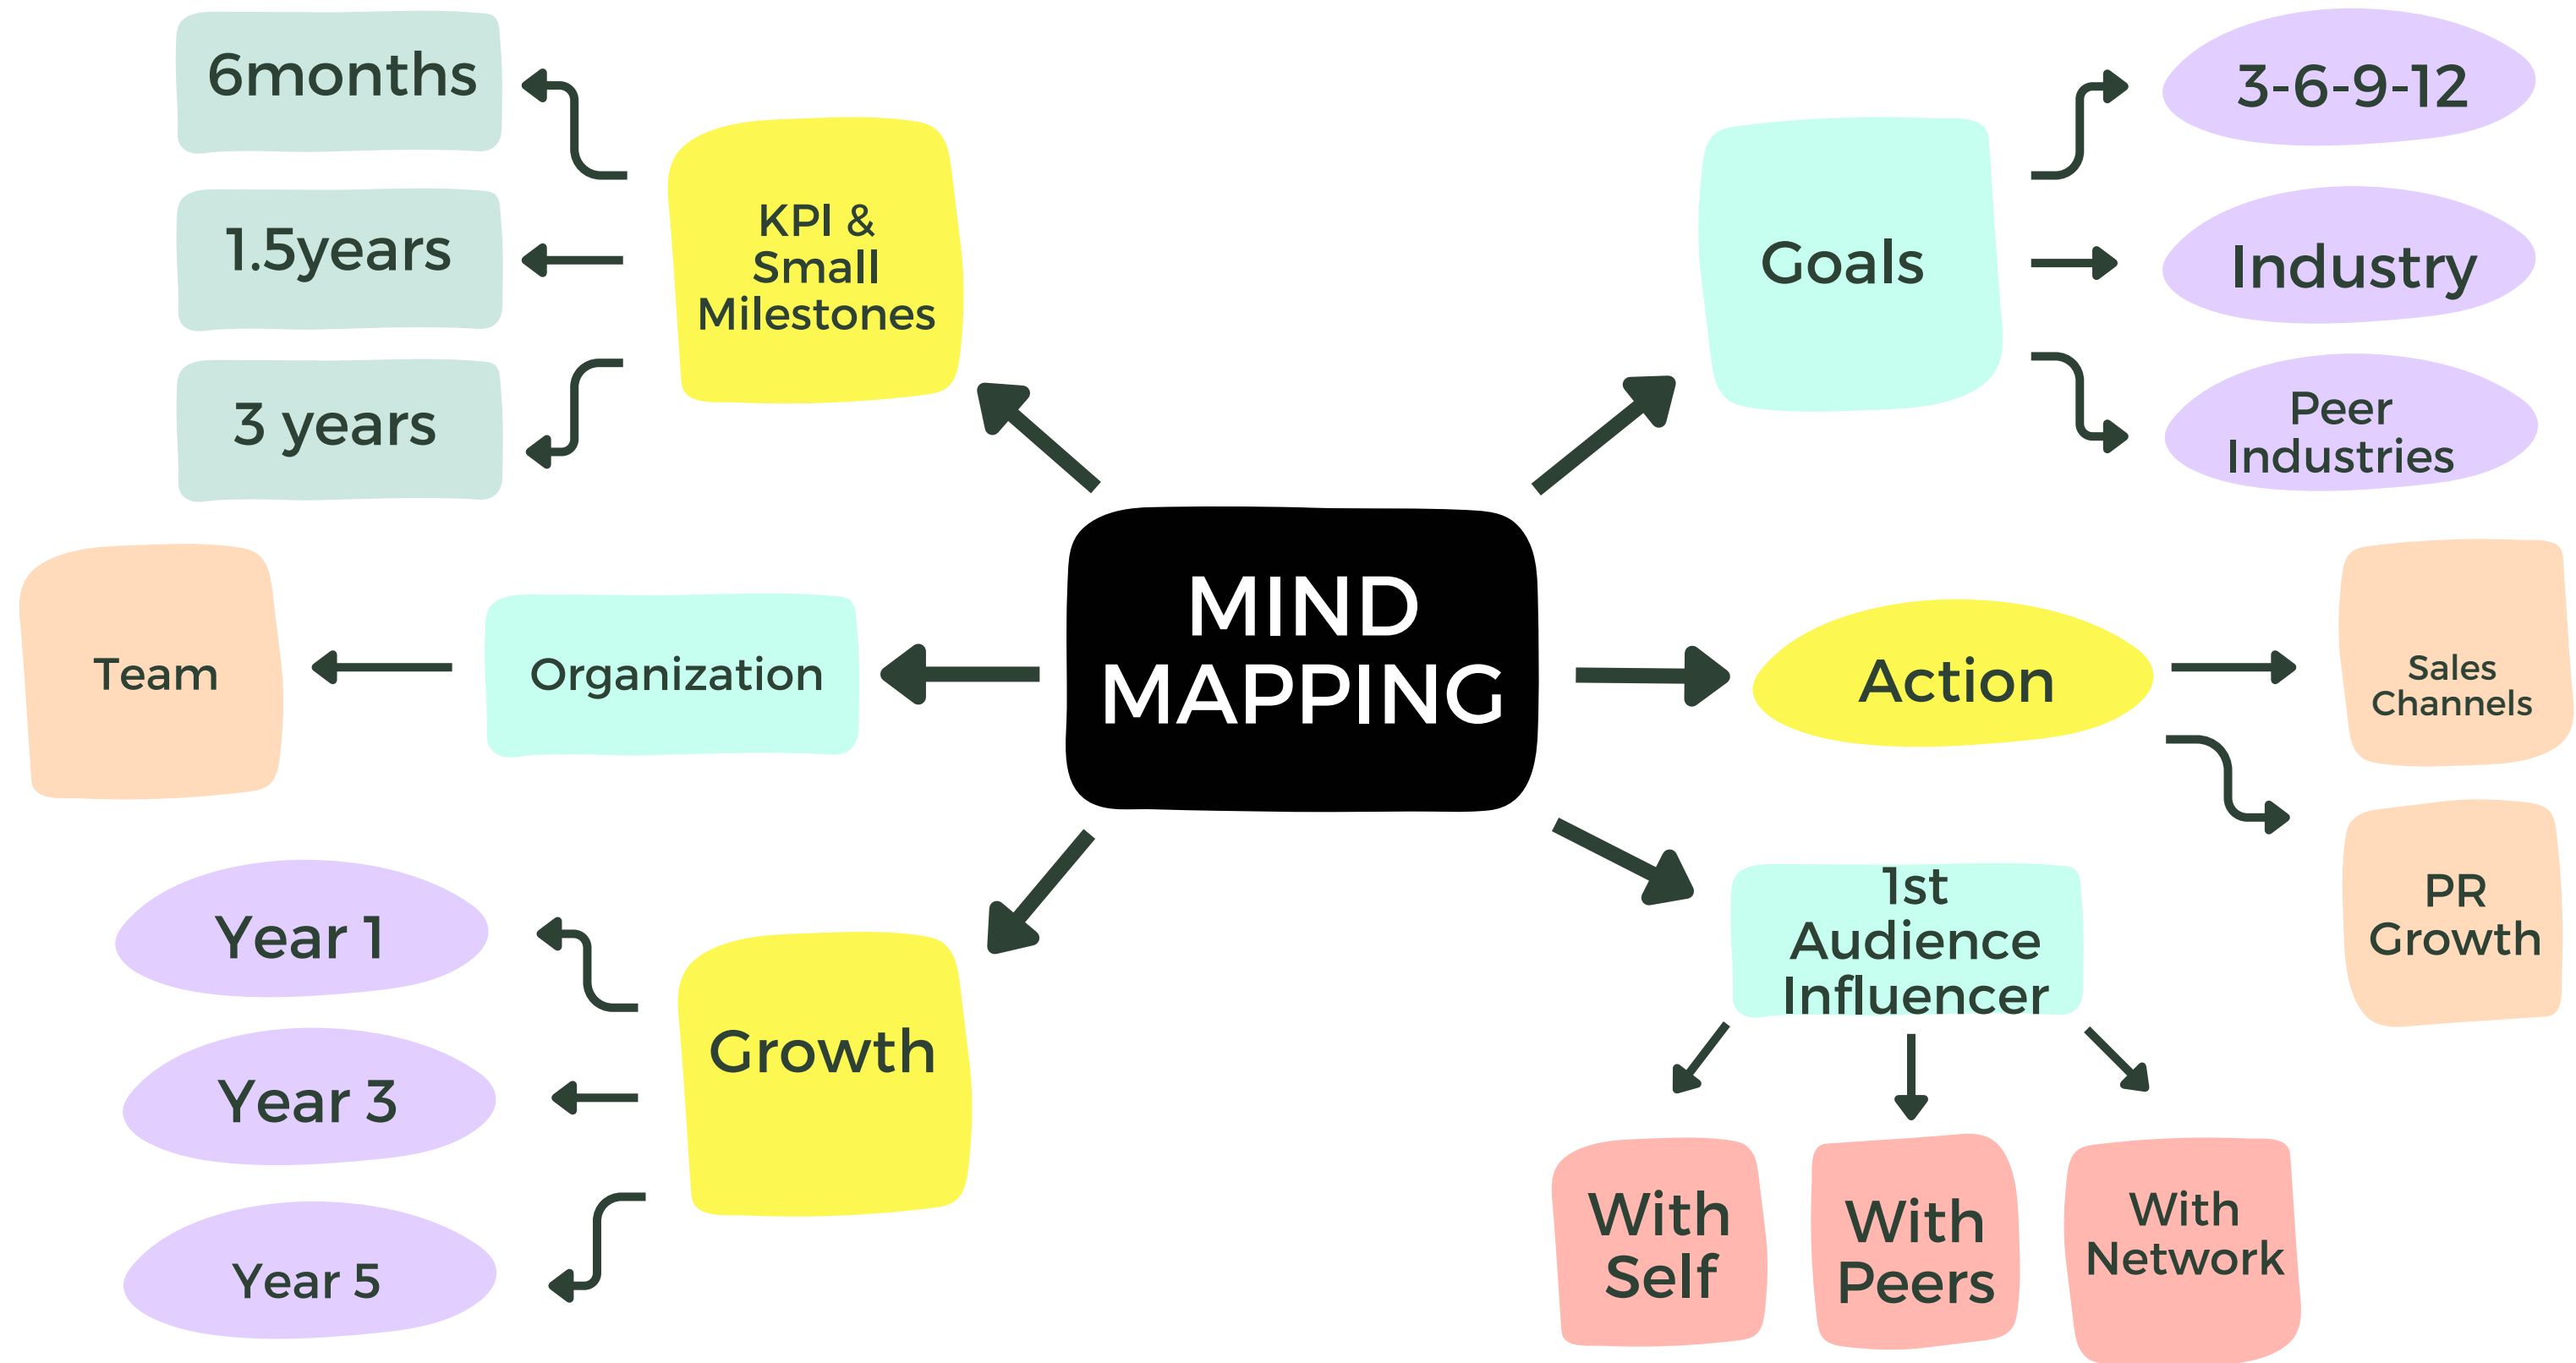 6months
1.5years
3 years
KPI &
Small
Milestones
Goals
3-6-9-12
Industry
Peer
Industries
Team
Organization
MIND
MAPPING
Action
Sales
Channels
PR
Growth
Year 1
Year 3
Year 5
Growth
1st
Audience
Influencer
With
Self
With
Peers
With
Network